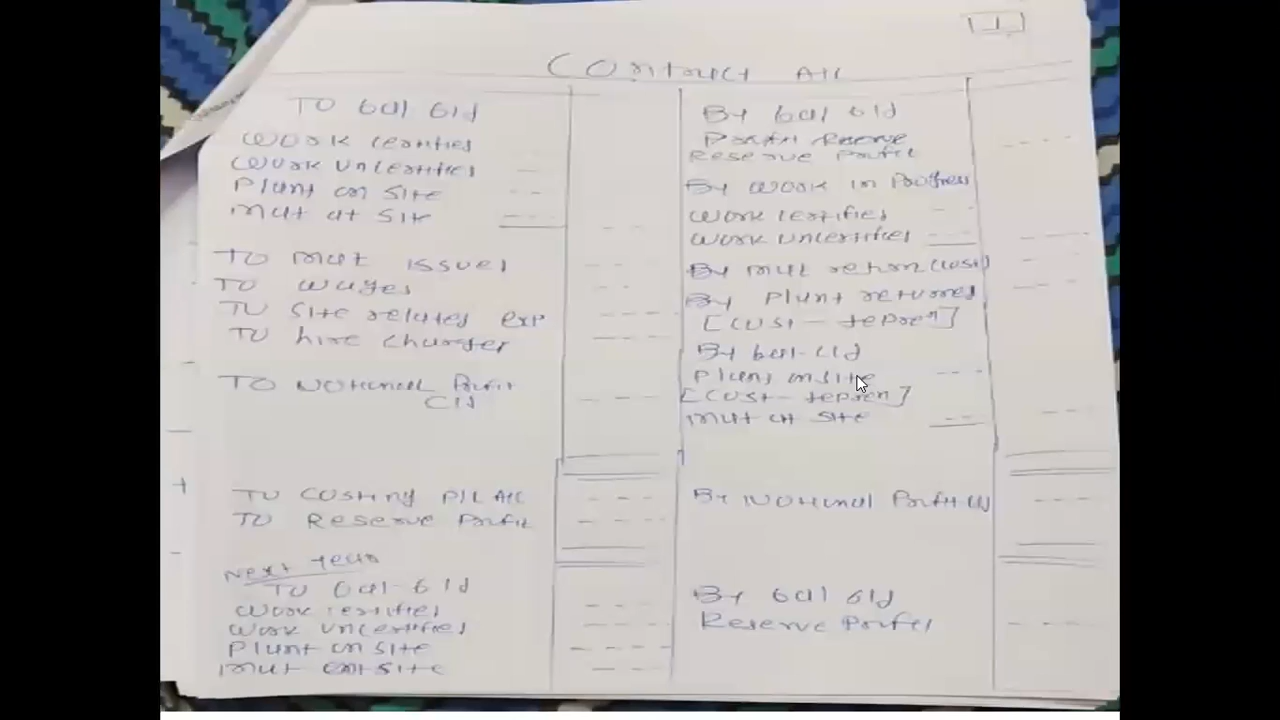 1
Contract A/C
To bal b/d
Work certified
Work uncertified
Plant on site
Mat at site
To mat issued
To wages
To site related exp
To hire charges
To Notional Profit
C/d
To costing P/L A/C
To Reserve Profit
Next year
To bal b/d
Work certified
Work uncertified
Plant on site
Mat on site
By bal b/d
Reserve
Reserve Profit
By work in Progress
Work certified
Work uncertified
By mat return (cost)
By Plant returned
[Cost - depren]
By bal c/d
Plant on site
[Cost - depren]
Mat at site
By Notional Profit b/d
By bal b/d
Reserve Profit